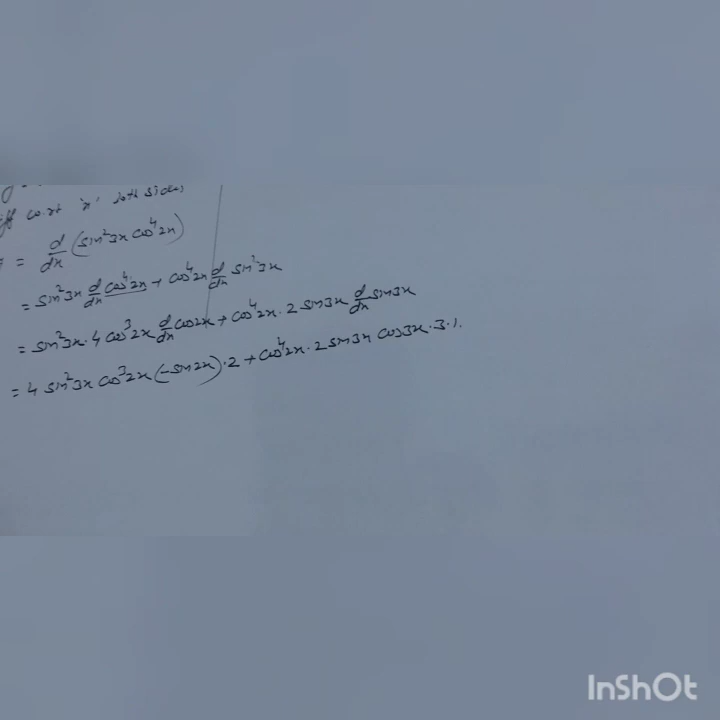 diff w.r.t 'x' both sides
= d/dx (sin²3x cos⁴2x)
= sin²3x d/dx cos⁴2x + cos⁴2x d/dx sin²3x
= sin²3x · 4 cos³2x d/dx cos2x + cos⁴2x · 2 sin3x d/dx sin3x
= 4 sin²3x cos³2x (-sin2x) · 2 + cos⁴2x · 2 sin3x cos3x · 3 · 1.
InShOt